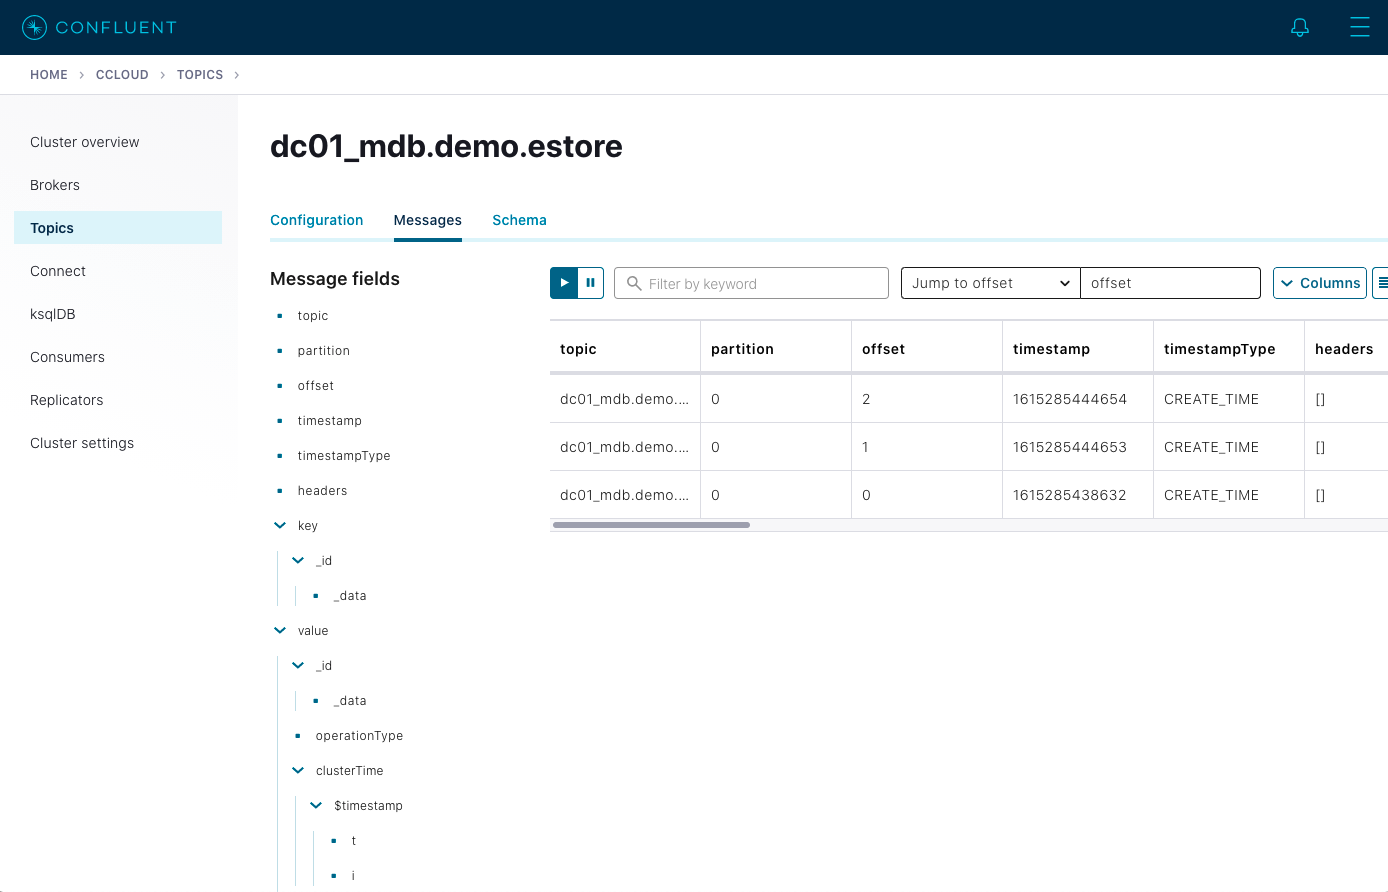 CONFLUENT
HOME > CCLOUD > TOPICS >
Cluster overview
Brokers
Topics
Connect
ksqlDB
Consumers
Replicators
Cluster settings
dc01_mdb.demo.estore
Configuration Messages Schema
Message fields
topic
partition
offset
timestamp
timestampType
headers
key
_id
_data
value
_id
_data
operationType
clusterTime
$timestamp
t
i
Filter by keyword Jump to offset offset Columns
topic partition offset timestamp timestampType headers
dc01_mdb.demo.... 0 2 1615285444654 CREATE_TIME []
dc01_mdb.demo.... 0 1 1615285444653 CREATE_TIME []
dc01_mdb.demo.... 0 0 1615285438632 CREATE_TIME []